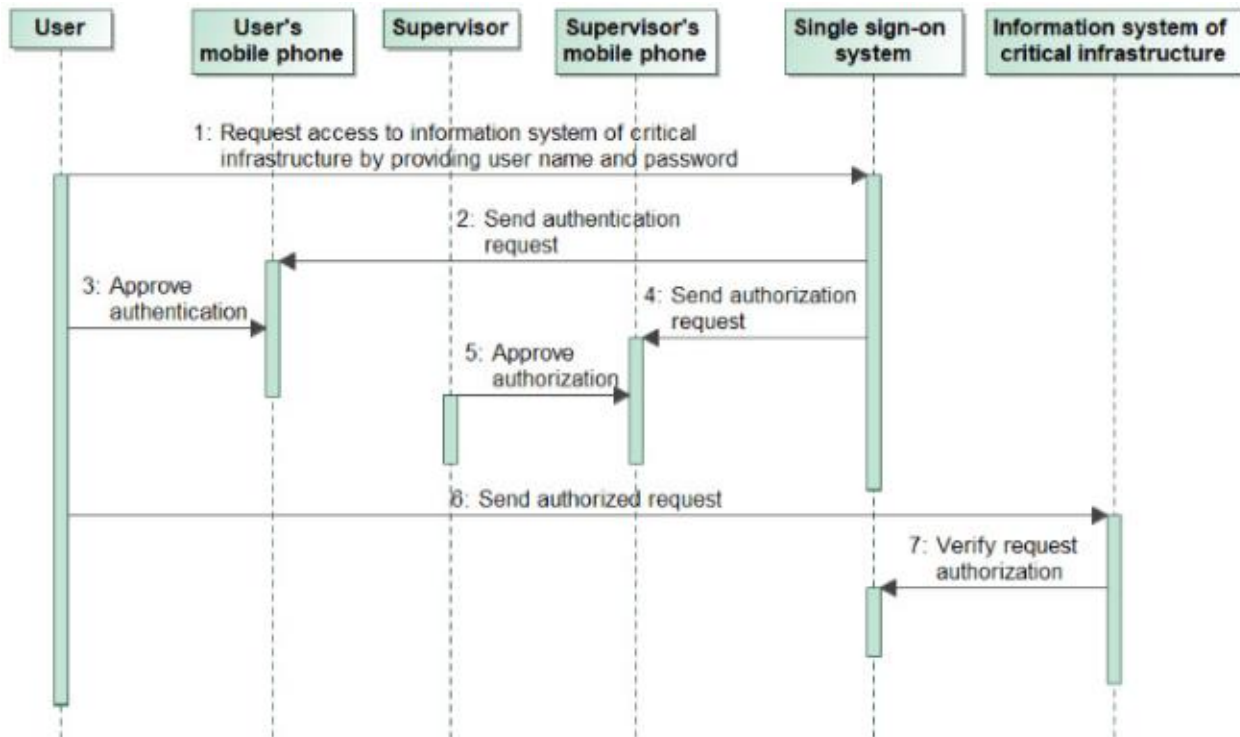 User
User's
mobile phone
Supervisor
Supervisor's
mobile phone
Single sign-on
system
Information system of
critical infrastructure
1: Request access to information system of critical
infrastructure by providing user name and password
2: Send authentication
request
3: Approve
authentication
4: Send authorization
request
5: Approve
authorization
6: Send authorized request
7: Verify request
authorization